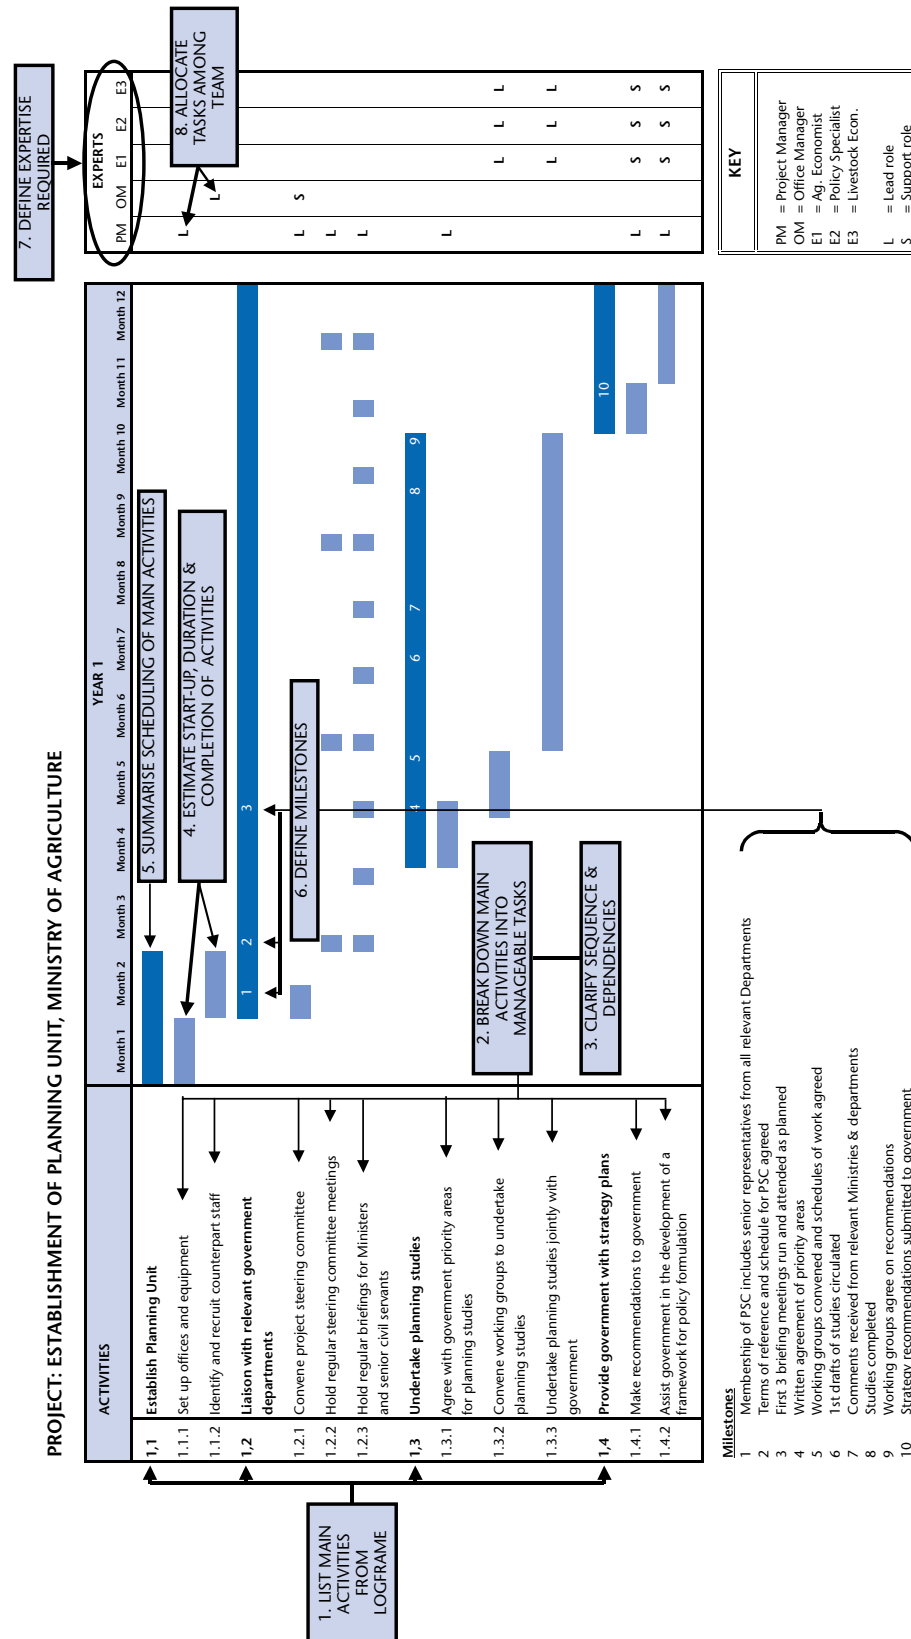 PROJECT: ESTABLISHMENT OF PLANNING UNIT, MINISTRY OF AGRICULTURE
7. DEFINE EXPERTISE
REQUIRED
ACTIVITIES
YEAR 1
Month 1 Month 2 Month 3 Month 4 Month 5 Month 6 Month 7 Month 8 Month 9 Month 10 Month 11 Month 12
EXPERTS
PM OM E1 E2 E3
1,1 Establish Planning Unit
5. SUMMARISE SCHEDULING OF MAIN ACTIVITIES
1.1.1 Set up offices and equipment
L
4. ESTIMATE START-UP, DURATION &
COMPLETION OF ACTIVITIES
8. ALLOCATE
TASKS AMONG
TEAM
1.1.2 Identify and recruit counterpart staff
L
1,2 Liaison with relevant government
departments
1 2 3
1.2.1 Convene project steering committee
L S
6. DEFINE MILESTONES
1.2.2 Hold regular steering committee meetings
L
1.2.3 Hold regular briefings for Ministers
and senior civil servants
L
1. LIST MAIN
ACTIVITIES
FROM
LOGFRAME
1,3 Undertake planning studies
4 5 6 7 8 9
1.3.1 Agree with government priority areas
for planning studies
L
2. BREAK DOWN MAIN
ACTIVITIES INTO
MANAGEABLE TASKS
1.3.2 Convene working groups to undertake
planning studies
L L L
1.3.3 Undertake planning studies jointly with
government
L L L
3. CLARIFY SEQUENCE &
DEPENDENCIES
1,4 Provide government with strategy plans
10
1.4.1 Make recommendations to government
L S S S
1.4.2 Assist government in the development of a
framework for policy formulation
L S S S
Milestones
1 Membership of PSC includes senior representatives from all relevant Departments
2 Terms of reference and schedule for PSC agreed
3 First 3 briefing meetings run and attended as planned
4 Written agreement of priority areas
5 Working groups convened and schedules of work agreed
6 1st drafts of studies circulated
7 Comments received from relevant Ministries & departments
8 Studies completed
9 Working groups agree on recommendations
10 Strategy recommendations submitted to government
KEY
PM = Project Manager
OM = Office Manager
E1 = Ag. Economist
E2 = Policy Specialist
E3 = Livestock Econ.
L = Lead role
S = Support role